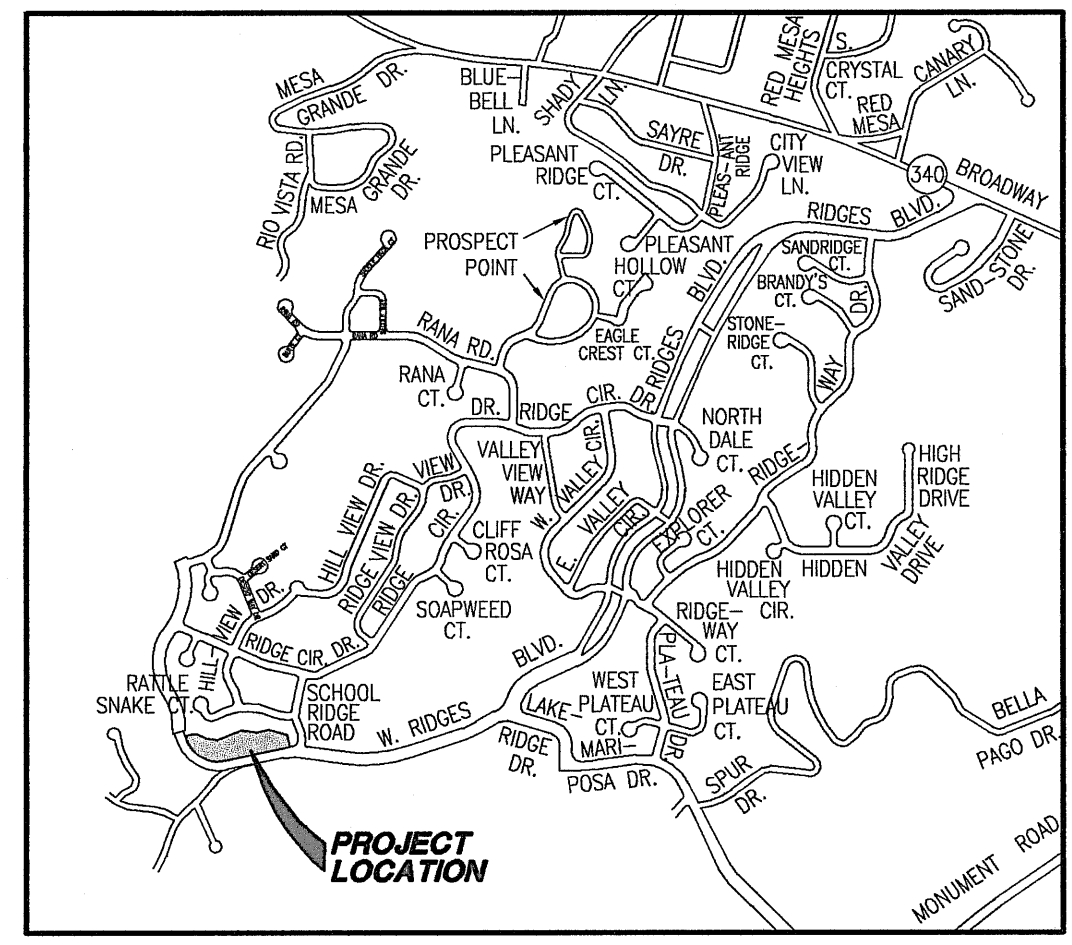 MESA
GRANDE DR.
RIO VISTA RD.
MESA
GRANDE
DR.
BLUE-
BELL
LN.
SHADY
LN.
SAYRE
DR.
PLEASANT
RIDGE
CT.
PLEAS-ANT
RIDGE
CITY
VIEW
LN.
RED MESA
HEIGHTS
S.
CRYSTAL
CT.
RED
MESA
CANARY
LN.
340
BROADWAY
RIDGES
BLVD.
SAND-STONE
DR.
PROSPECT
POINT
PLEASANT
HOLLOW
CT.
BLVD.
RIDGES
SANDRIDGE
CT.
BRANDY'S
CT.
DR.
STONE-
RIDGE
CT.
WAY
RIDGE-
RANA RD.
RANA RD.
RANA
CT.
EAGLE
CREST CT.
DR.
RIDGE
CIR.
DR.
NORTH
DALE
CT.
VALLEY
VIEW
WAY
W. VALLEY CIR.
E. VALLEY
CIR.
EXPLORER
CT.
HIDDEN
VALLEY
CT.
HIGH
RIDGE
DRIVE
HIDDEN
VALLEY
DRIVE
HIDDEN
VALLEY
CIR.
HILL VIEW DR.
VIEW
DR.
RIDGE VIEW DR.
RIDGE
CIR.
CLIFF
ROSA
CT.
SOAPWEED
CT.
RIDGE-
WAY
CT.
DR.
HILL-VIEW
RIDGE CIR. DR.
RATTLE
SNAKE CT.
SCHOOL
RIDGE
ROAD
W. RIDGES
BLVD.
LAKE-
RIDGE
DR.
WEST
PLATEAU
CT.
PLA-TEAU
DR
EAST
PLATEAU
CT.
MARI-
POSA DR.
SPUR
DR.
BELLA
PAGO DR.
MONUMENT ROAD
PROJECT
LOCATION